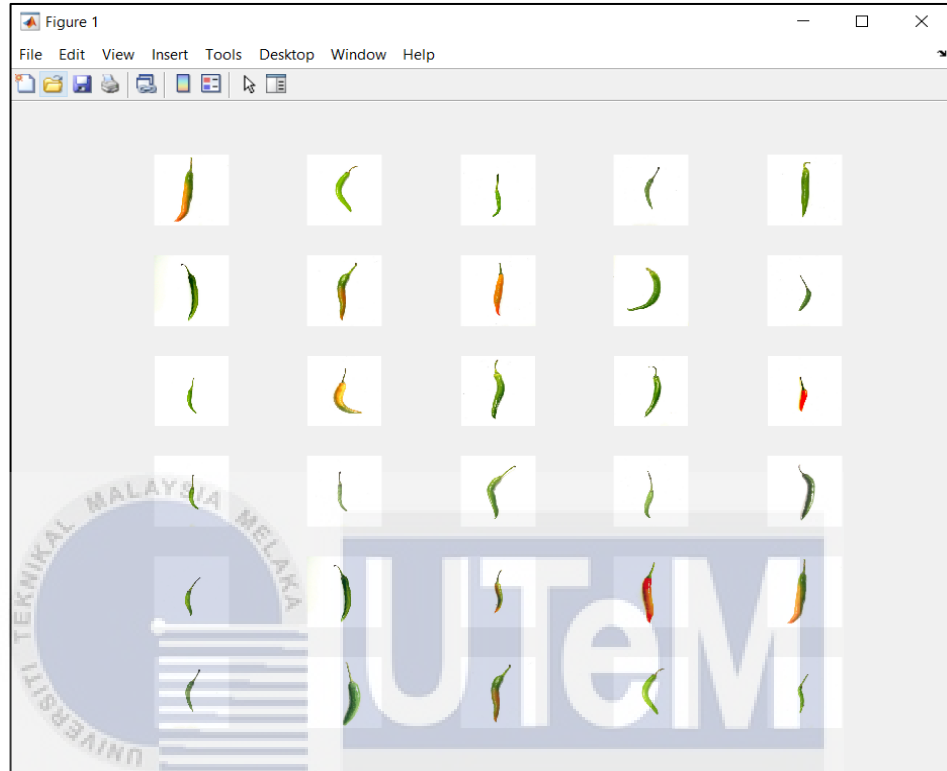 Figure 1
File Edit View Insert Tools Desktop Window Help
UNIVERSITI TEKNIKAL MALAYSIA MELAKA
UTeM